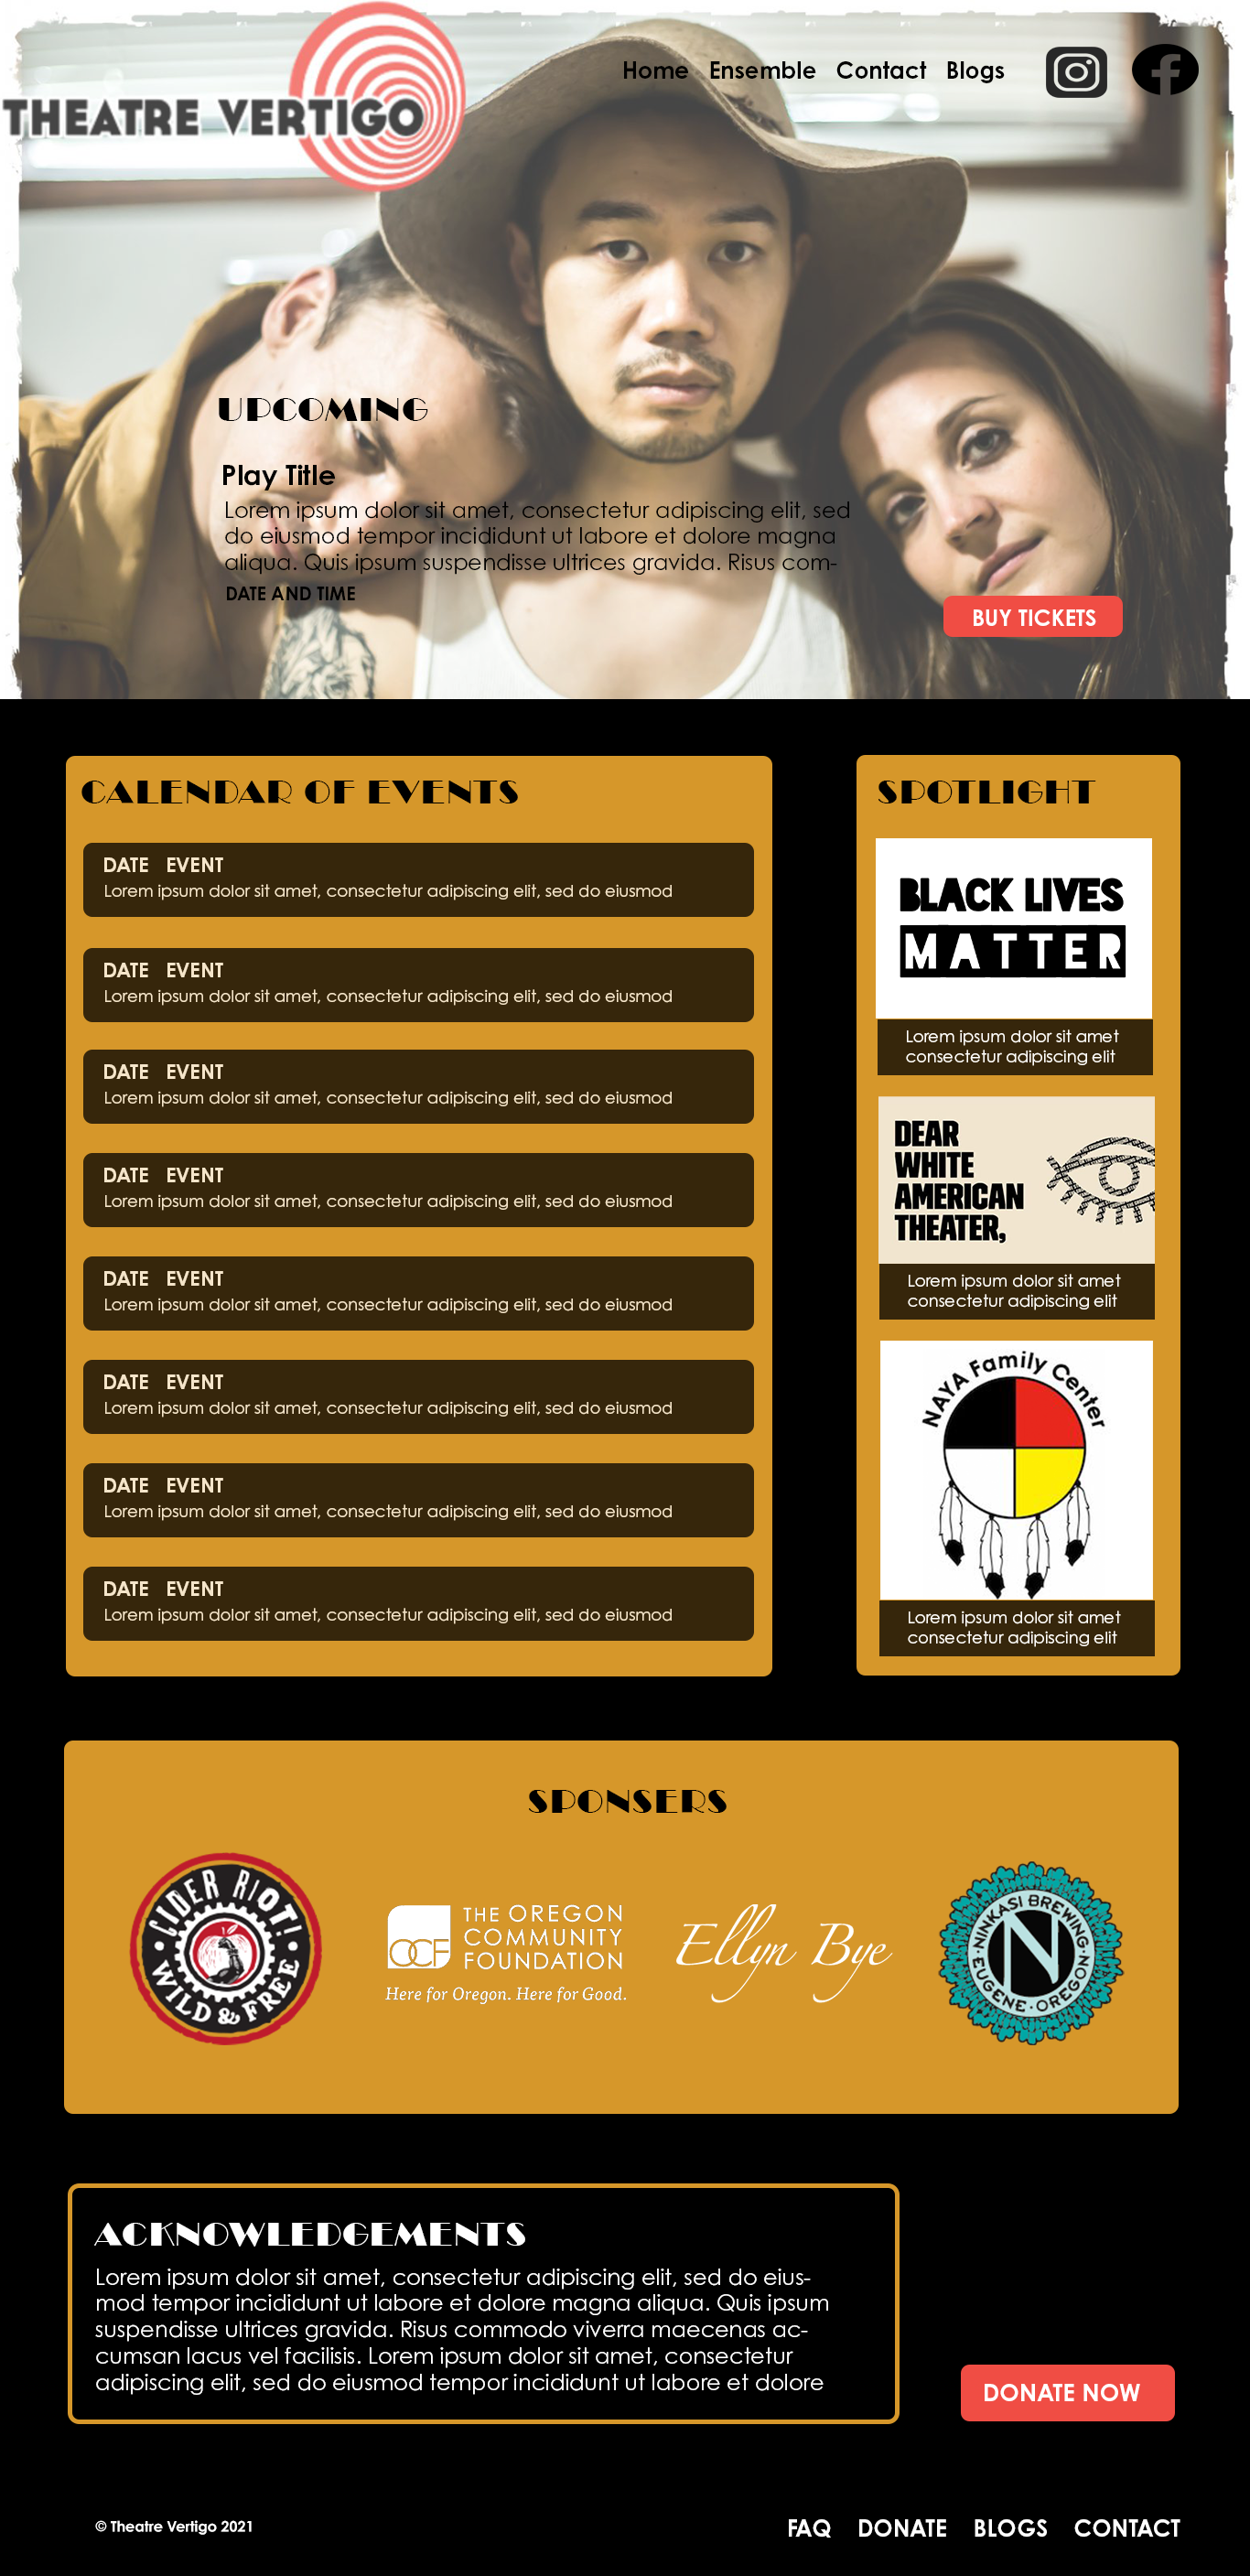 THEATRE VERTIGO
Home Ensemble Contact Blogs
UPCOMING
Play Title
Lorem ipsum dolor sit amet, consectetur adipiscing elit, sed
do eiusmod tempor incididunt ut labore et dolore magna
aliqua. Quis ipsum suspendisse ultrices gravida. Risus com-
DATE AND TIME
BUY TICKETS
CALENDAR OF EVENTS
DATE EVENT
Lorem ipsum dolor sit amet, consectetur adipiscing elit, sed do eiusmod
DATE EVENT
Lorem ipsum dolor sit amet, consectetur adipiscing elit, sed do eiusmod
DATE EVENT
Lorem ipsum dolor sit amet, consectetur adipiscing elit, sed do eiusmod
DATE EVENT
Lorem ipsum dolor sit amet, consectetur adipiscing elit, sed do eiusmod
DATE EVENT
Lorem ipsum dolor sit amet, consectetur adipiscing elit, sed do eiusmod
DATE EVENT
Lorem ipsum dolor sit amet, consectetur adipiscing elit, sed do eiusmod
DATE EVENT
Lorem ipsum dolor sit amet, consectetur adipiscing elit, sed do eiusmod
DATE EVENT
Lorem ipsum dolor sit amet, consectetur adipiscing elit, sed do eiusmod
SPOTLIGHT
BLACK LIVES
MATTER
Lorem ipsum dolor sit amet
consectetur adipiscing elit
DEAR
WHITE
AMERICAN
THEATER,
Lorem ipsum dolor sit amet
consectetur adipiscing elit
NAYA Family Center
Lorem ipsum dolor sit amet
consectetur adipiscing elit
SPONSERS
CIDER RIOT!
WILD & FREE
OCF
THE OREGON
COMMUNITY
FOUNDATION
Here for Oregon. Here for Good.
Ellyn Bye
NINKASI BREWING
N
EUGENE · OREGON
ACKNOWLEDGEMENTS
Lorem ipsum dolor sit amet, consectetur adipiscing elit, sed do eius-
mod tempor incididunt ut labore et dolore magna aliqua. Quis ipsum
suspendisse ultrices gravida. Risus commodo viverra maecenas ac-
cumsan lacus vel facilisis. Lorem ipsum dolor sit amet, consectetur
adipiscing elit, sed do eiusmod tempor incididunt ut labore et dolore
DONATE NOW
© Theatre Vertigo 2021
FAQ DONATE BLOGS CONTACT